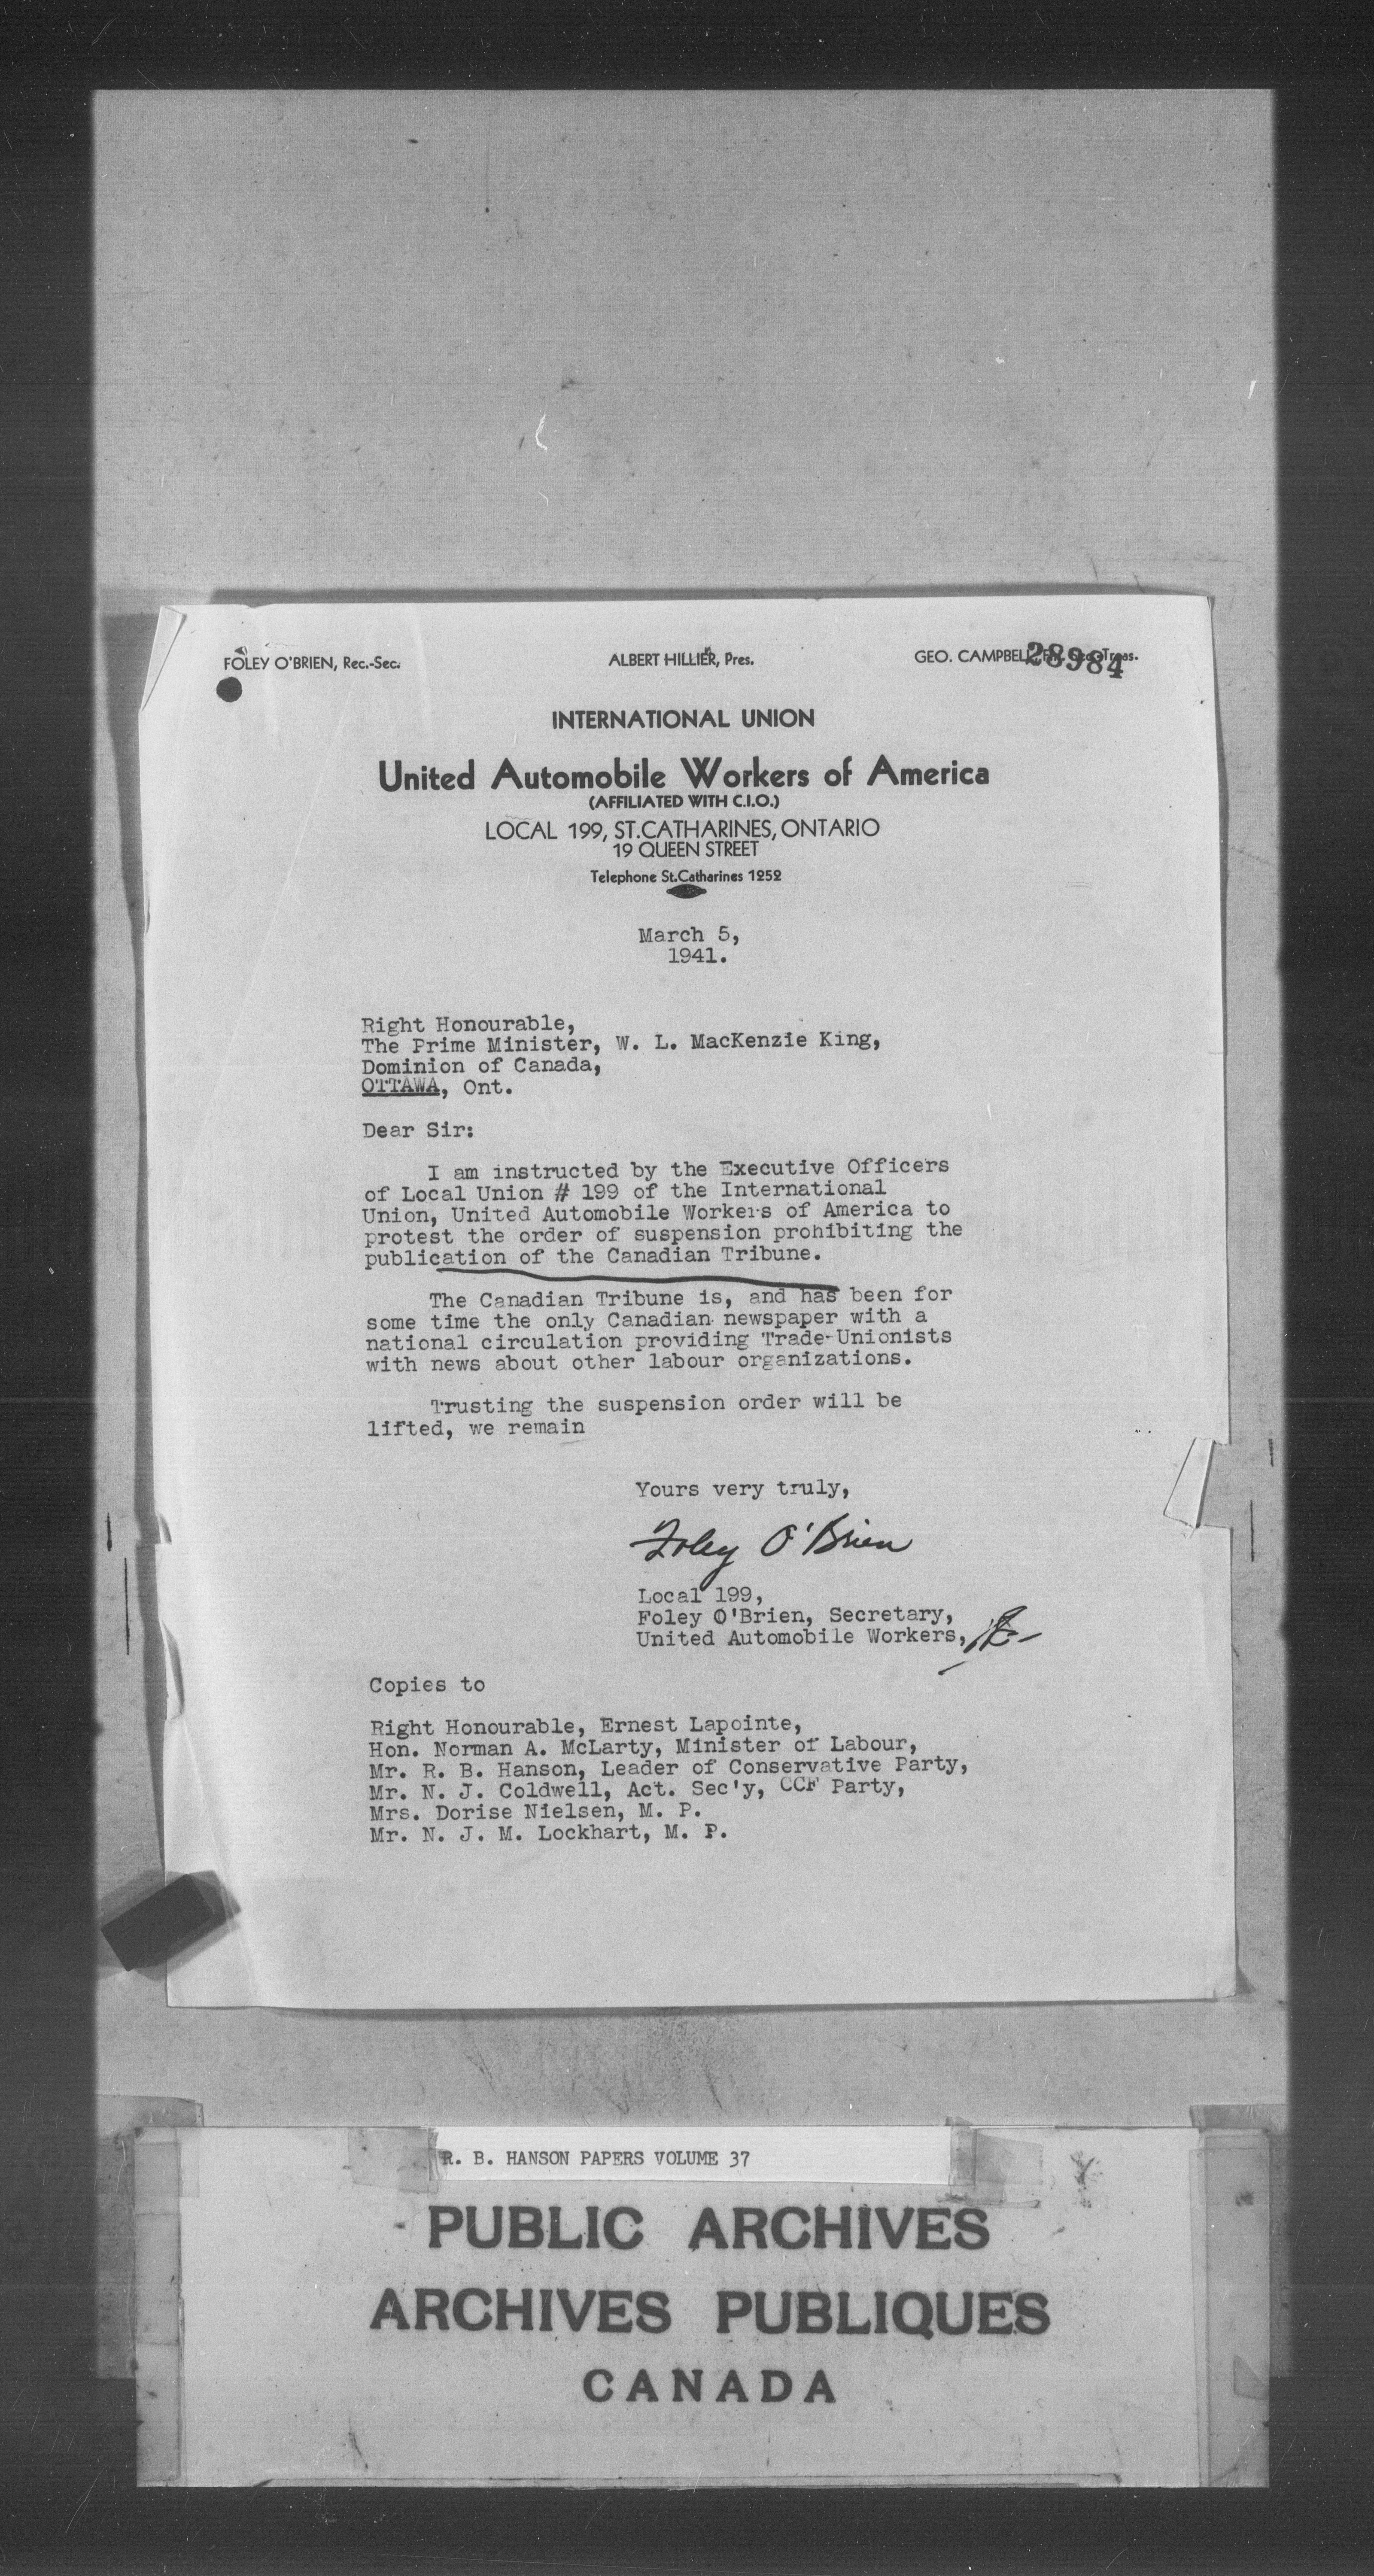 FOLEY O'BRIEN, Rec.-Sec.
ALBERT HILLIER, Pres.
GEO. CAMPBELL, Treas.
28984
INTERNATIONAL UNION
United Automobile Workers of America
(AFFILIATED WITH C.I.O.)
LOCAL 199, ST.CATHARINES, ONTARIO
19 QUEEN STREET
Telephone St.Catharines 1252
March 5,
1941.
Right Honourable,
The Prime Minister, W. L. MacKenzie King,
Dominion of Canada,
OTTAWA, Ont.
Dear Sir:
I am instructed by the Executive Officers
of Local Union # 199 of the International
Union, United Automobile Workers of America to
protest the order of suspension prohibiting the
publication of the Canadian Tribune.
The Canadian Tribune is, and has been for
some time the only Canadian newspaper with a
national circulation providing Trade-Unionists
with news about other labour organizations.
Trusting the suspension order will be
lifted, we remain
Yours very truly,
Foley O'Brien
Local 199,
Foley O'Brien, Secretary,
United Automobile Workers,
Copies to
Right Honourable, Ernest Lapointe,
Hon. Norman A. McLarty, Minister of Labour,
Mr. R. B. Hanson, Leader of Conservative Party,
Mr. N. J. Coldwell, Act. Sec'y, CCF Party,
Mrs. Dorise Nielsen, M. P.
Mr. N. J. M. Lockhart, M. P.
R. B. HANSON PAPERS VOLUME 37
PUBLIC ARCHIVES
ARCHIVES PUBLIQUES
CANADA